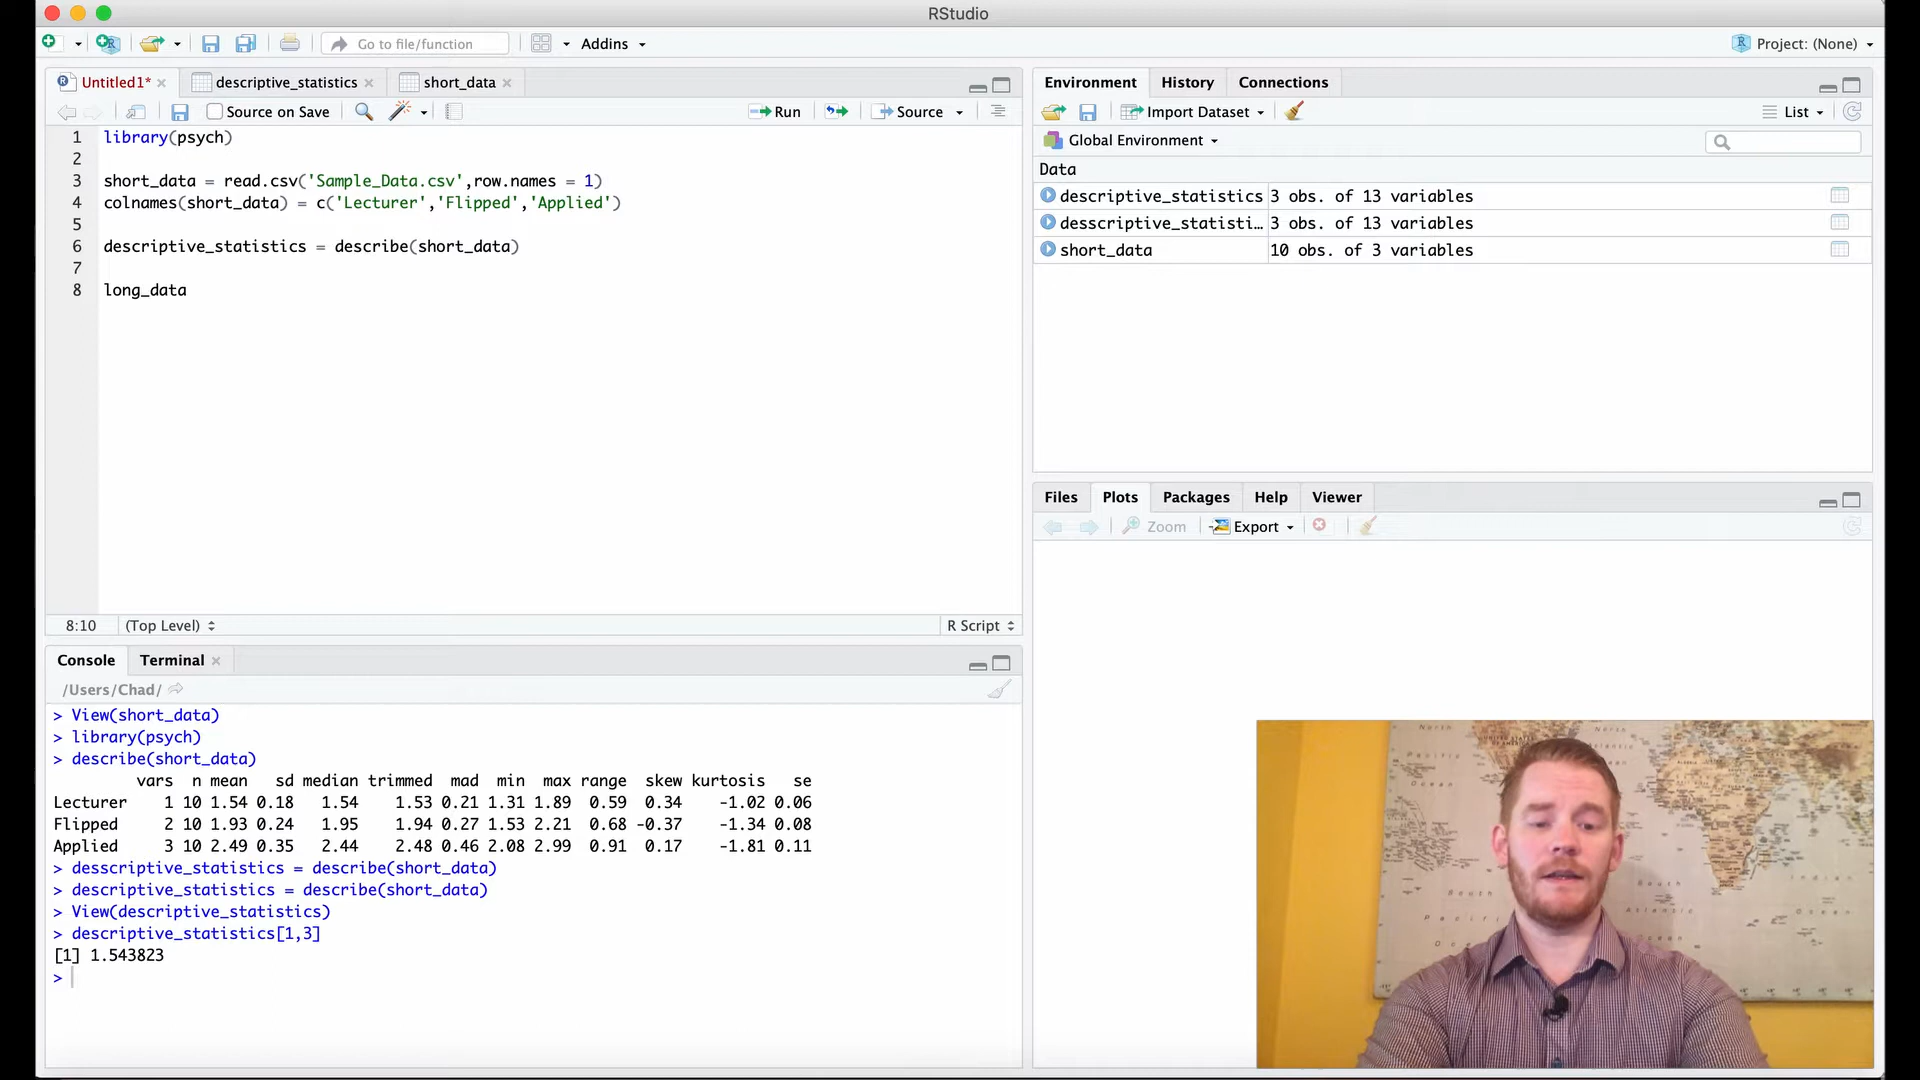 RStudio
Go to file/function
Addins
Project: (None)
Untitled1*
descriptive_statistics
short_data
Source on Save
Run
Source
1 library(psych)
2
3 short_data = read.csv('Sample_Data.csv',row.names = 1)
4 colnames(short_data) = c('Lecturer','Flipped','Applied')
5
6 descriptive_statistics = describe(short_data)
7
8 long_data
8:10
(Top Level)
R Script
Environment
History
Connections
Import Dataset
List
Global Environment
Data
descriptive_statistics 3 obs. of 13 variables
desscriptive_statisti… 3 obs. of 13 variables
short_data 10 obs. of 3 variables
Files
Plots
Packages
Help
Viewer
Zoom
Export
Console
Terminal
/Users/Chad/
> View(short_data)
> library(psych)
> describe(short_data)
vars n mean sd median trimmed mad min max range skew kurtosis se
Lecturer 1 10 1.54 0.18 1.54 1.53 0.21 1.31 1.89 0.59 0.34 -1.02 0.06
Flipped 2 10 1.93 0.24 1.95 1.94 0.27 1.53 2.21 0.68 -0.37 -1.34 0.08
Applied 3 10 2.49 0.35 2.44 2.48 0.46 2.08 2.99 0.91 0.17 -1.81 0.11
> desscriptive_statistics = describe(short_data)
> descriptive_statistics = describe(short_data)
> View(descriptive_statistics)
> descriptive_statistics[1,3]
[1] 1.543823
>